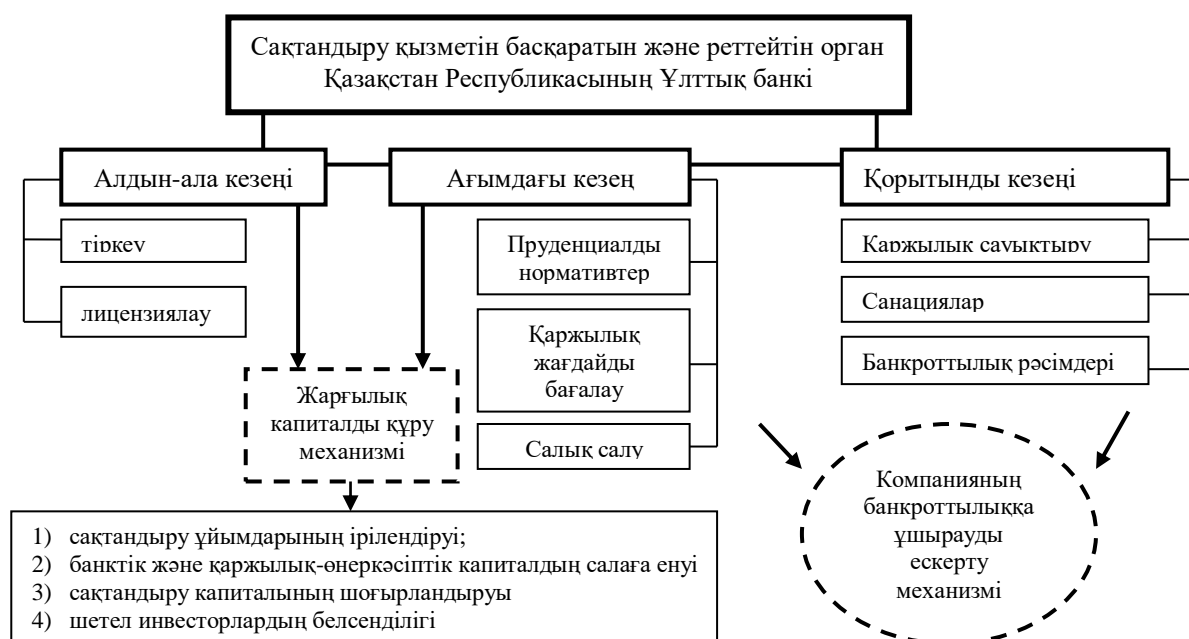 Сақтандыру қызметін басқаратын және реттейтін орган
Қазақстан Республикасының Ұлттық банкі
Алдын-ала кезеңі
Ағымдағы кезең
Қорытынды кезеңі
тіркеу
лицензиялау
Пруденциалды
нормативтер
Қаржылық
жағдайды
бағалау
Салық салу
Қаржылық сауықтыру
Санациялар
Банкроттылық рәсімдері
Жарғылық
капиталды құру
механизмі
Компанияның
банкроттылыққа
ұшырауды
ескерту
механизмі
1) сақтандыру ұйымдарының ірілендіруі;
2) банктік және қаржылық-өнеркәсіптік капиталдың салаға енуі
3) сақтандыру капиталының шоғырландыруы
4) шетел инвесторлардың белсенділігі